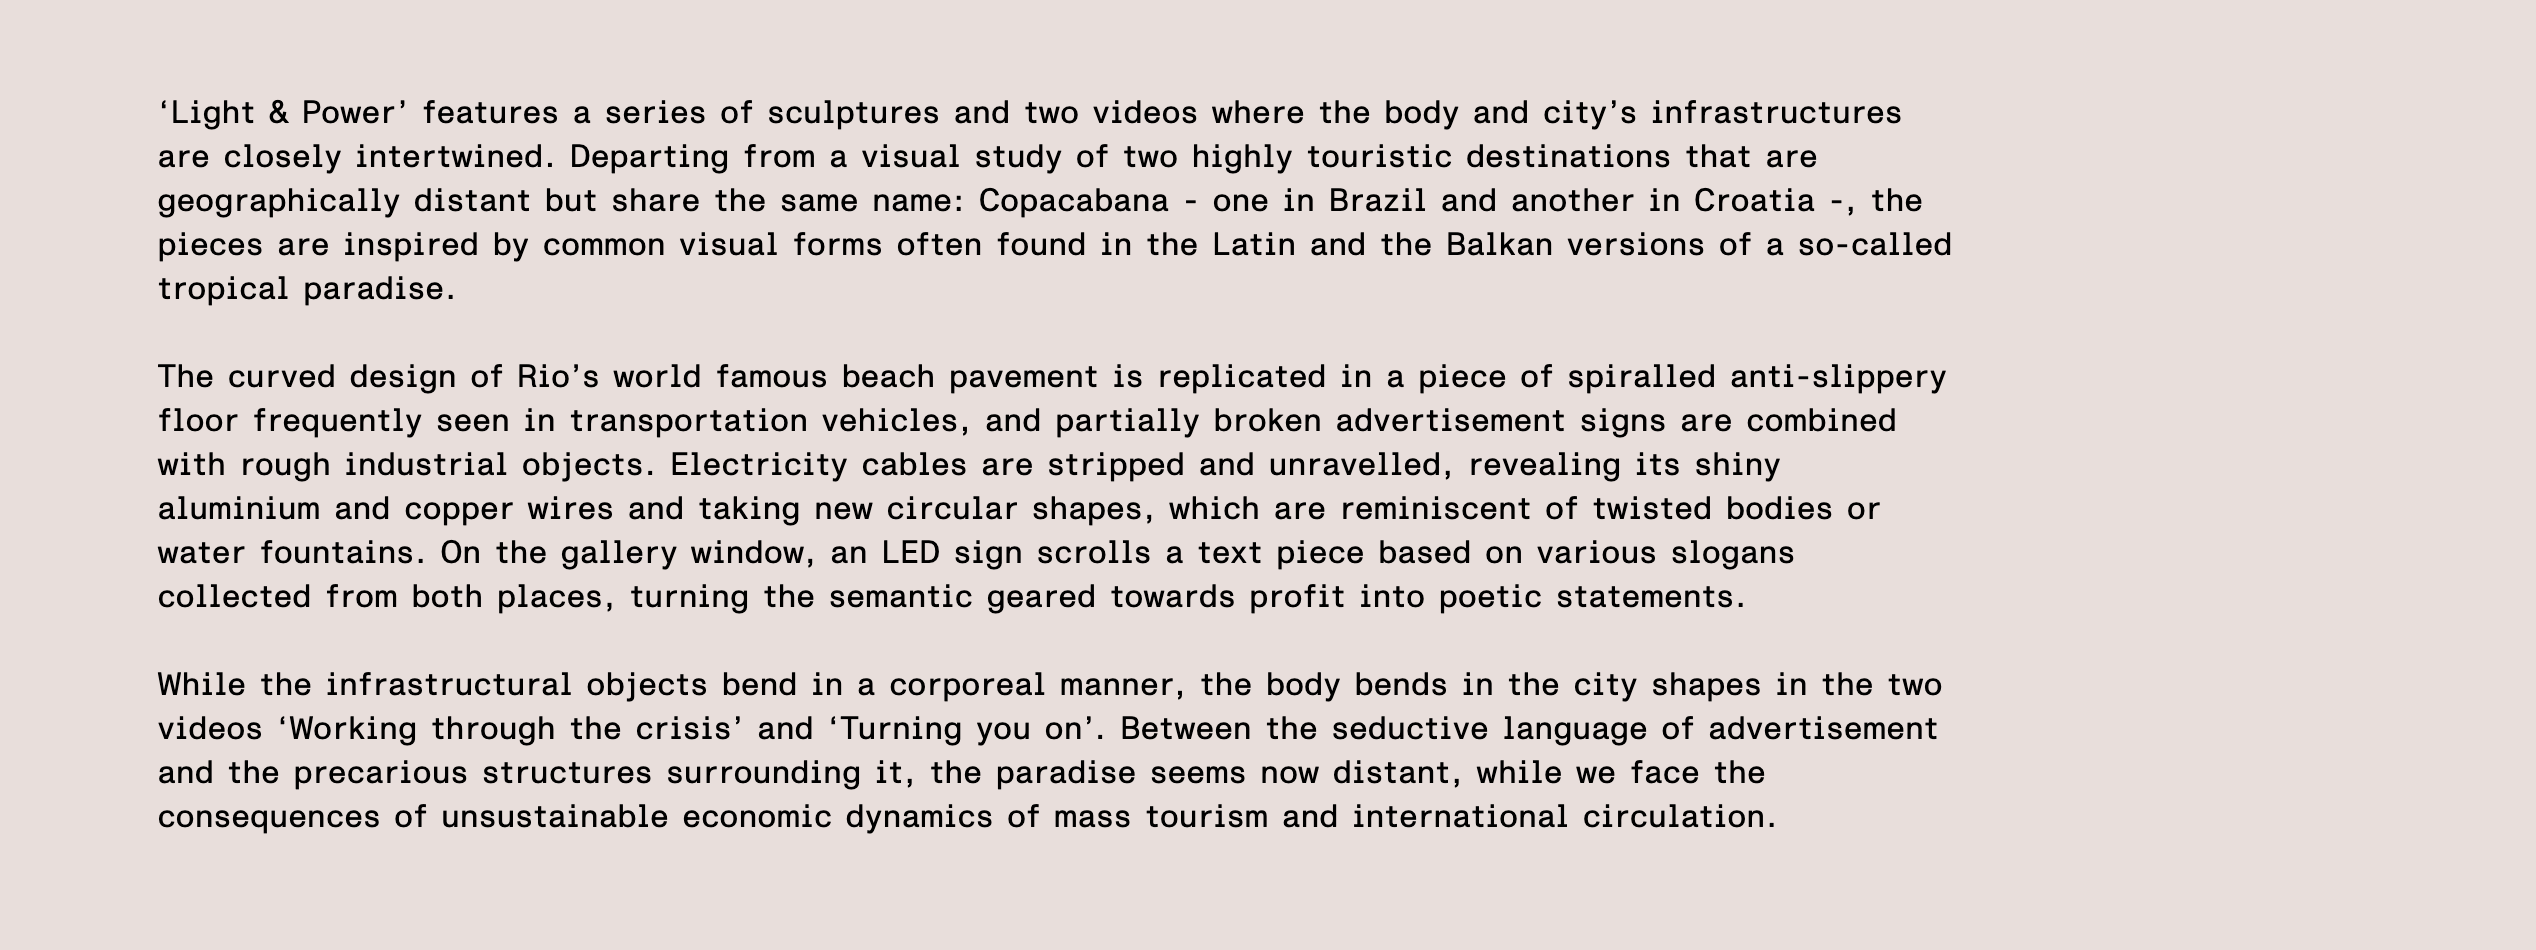 ‘Light & Power’ features a series of sculptures and two videos where the body and city’s infrastructures
are closely intertwined. Departing from a visual study of two highly touristic destinations that are
geographically distant but share the same name: Copacabana - one in Brazil and another in Croatia -, the
pieces are inspired by common visual forms often found in the Latin and the Balkan versions of a so-called
tropical paradise.
The curved design of Rio’s world famous beach pavement is replicated in a piece of spiralled anti-slippery
floor frequently seen in transportation vehicles, and partially broken advertisement signs are combined
with rough industrial objects. Electricity cables are stripped and unravelled, revealing its shiny
aluminium and copper wires and taking new circular shapes, which are reminiscent of twisted bodies or
water fountains. On the gallery window, an LED sign scrolls a text piece based on various slogans
collected from both places, turning the semantic geared towards profit into poetic statements.
While the infrastructural objects bend in a corporeal manner, the body bends in the city shapes in the two
videos ‘Working through the crisis’ and ‘Turning you on’. Between the seductive language of advertisement
and the precarious structures surrounding it, the paradise seems now distant, while we face the
consequences of unsustainable economic dynamics of mass tourism and international circulation.